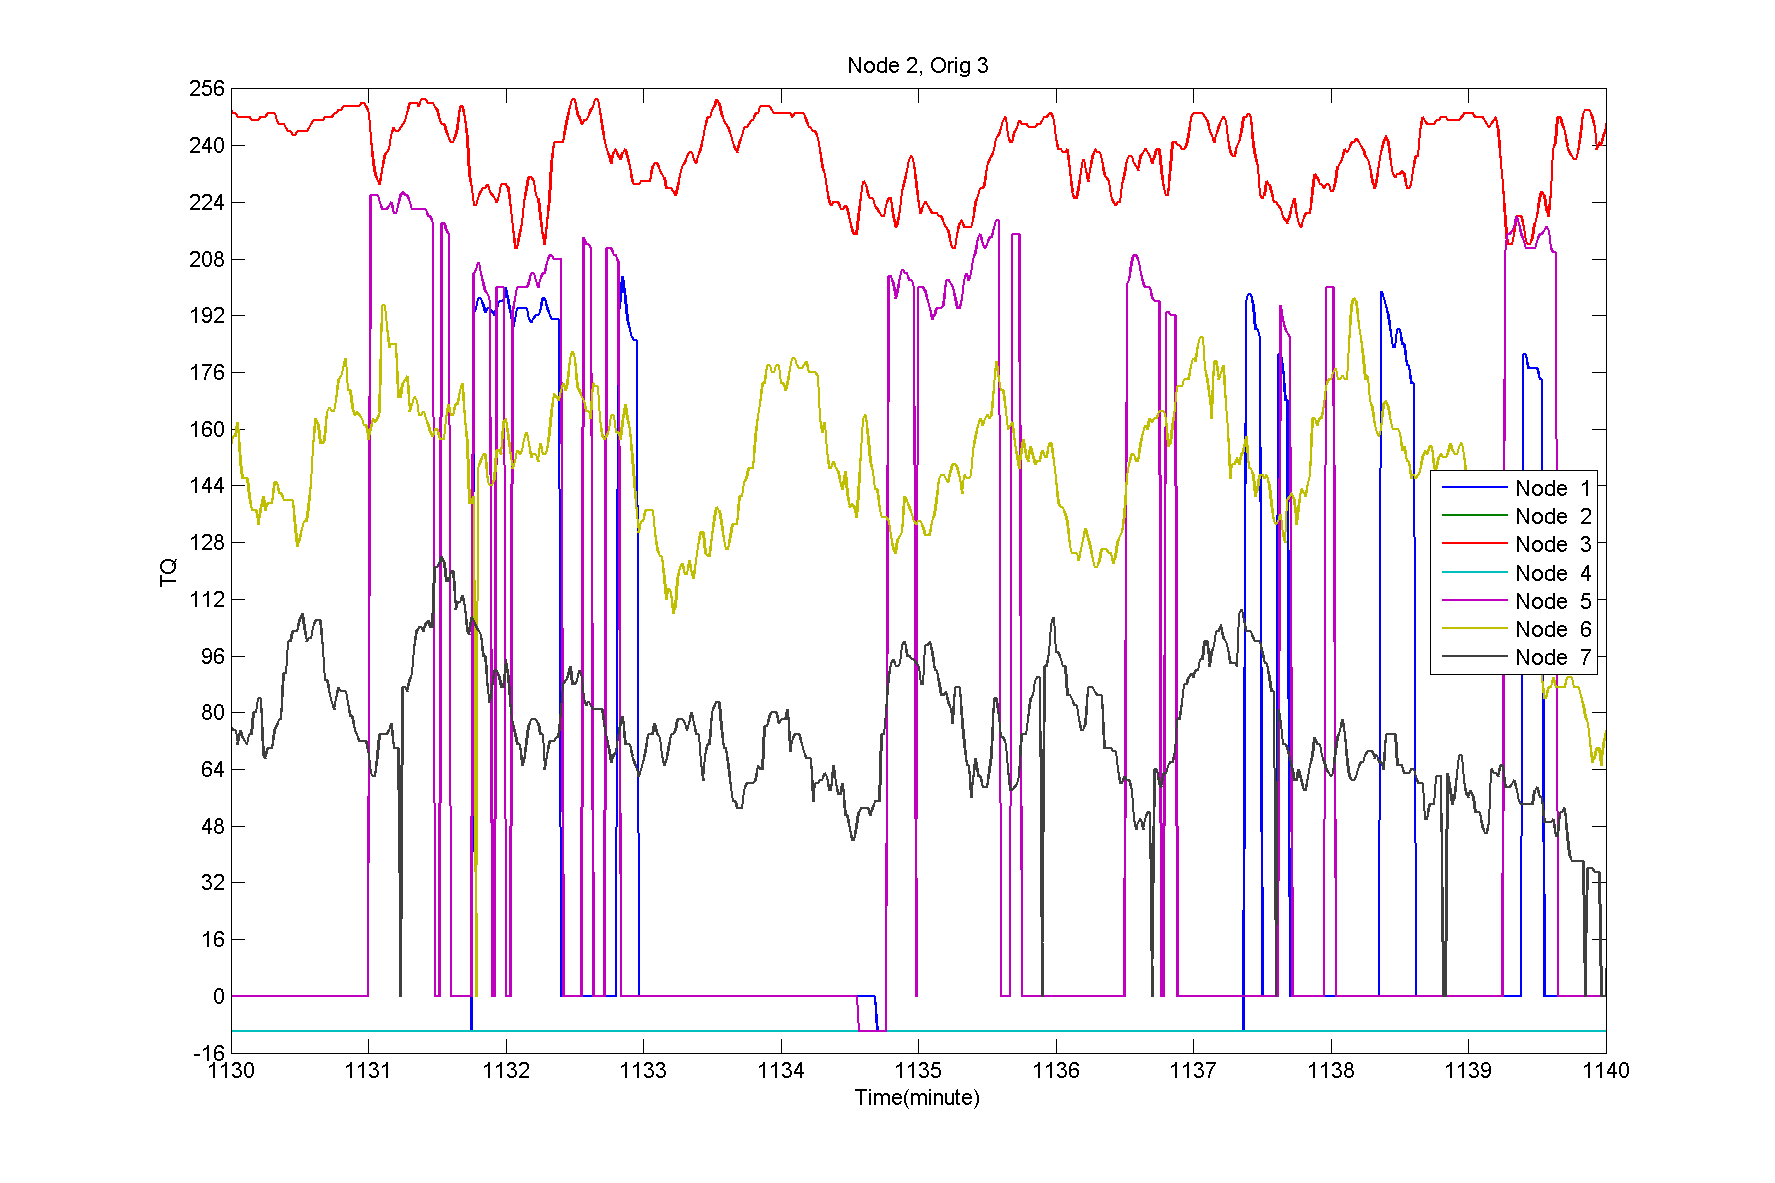 Node 2, Orig 3
256
240
224
208
192
176
160
144
128
112
96
80
64
48
32
16
0
-16
TQ
Node 1
Node 2
Node 3
Node 4
Node 5
Node 6
Node 7
1130 1131 1132 1133 1134 1135 1136 1137 1138 1139 1140
Time(minute)